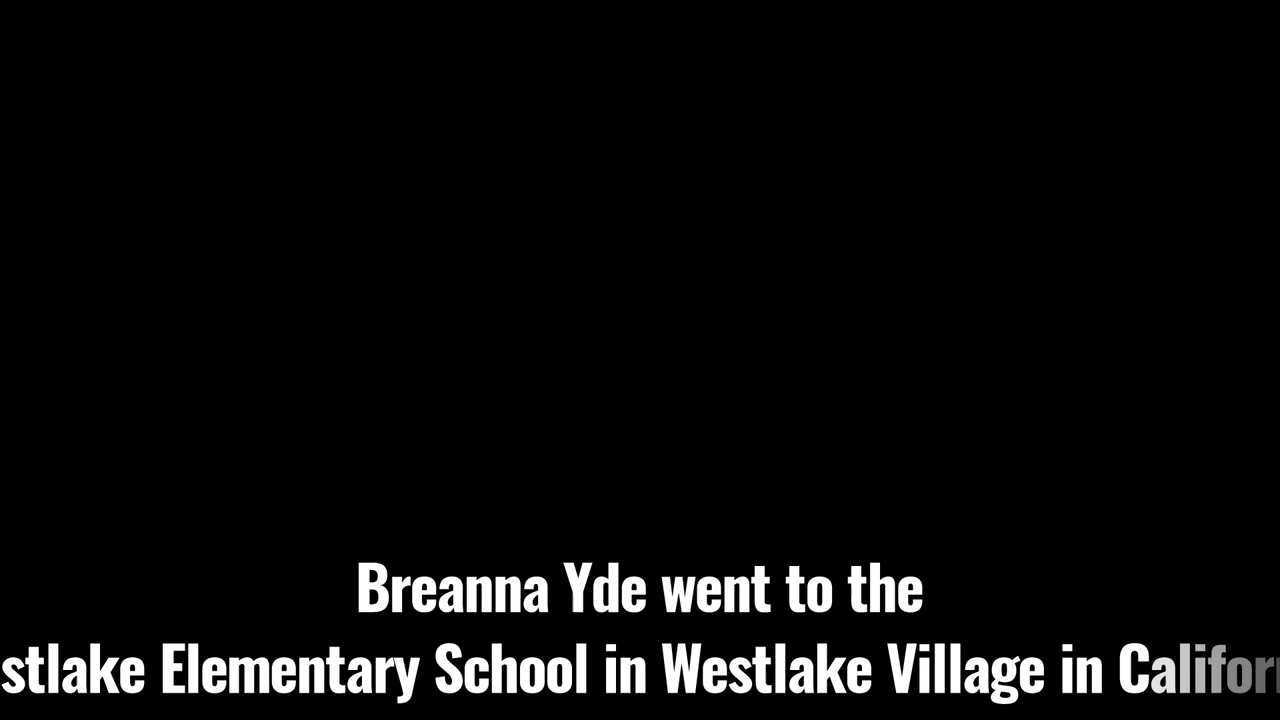 Breanna Yde went to the
stlake Elementary School in Westlake Village in Califor